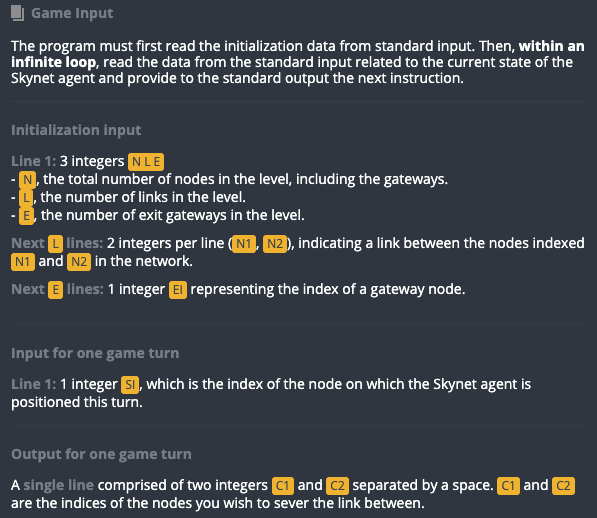 Game Input
The program must first read the initialization data from standard input. Then, within an
infinite loop, read the data from the standard input related to the current state of the
Skynet agent and provide to the standard output the next instruction.
Initialization input
Line 1: 3 integers N L E
- N, the total number of nodes in the level, including the gateways.
- L, the number of links in the level.
- E, the number of exit gateways in the level.
Next L lines: 2 integers per line (N1, N2), indicating a link between the nodes indexed
N1 and N2 in the network.
Next E lines: 1 integer EI representing the index of a gateway node.
Input for one game turn
Line 1: 1 integer SI, which is the index of the node on which the Skynet agent is
positioned this turn.
Output for one game turn
A single line comprised of two integers C1 and C2 separated by a space. C1 and C2
are the indices of the nodes you wish to sever the link between.